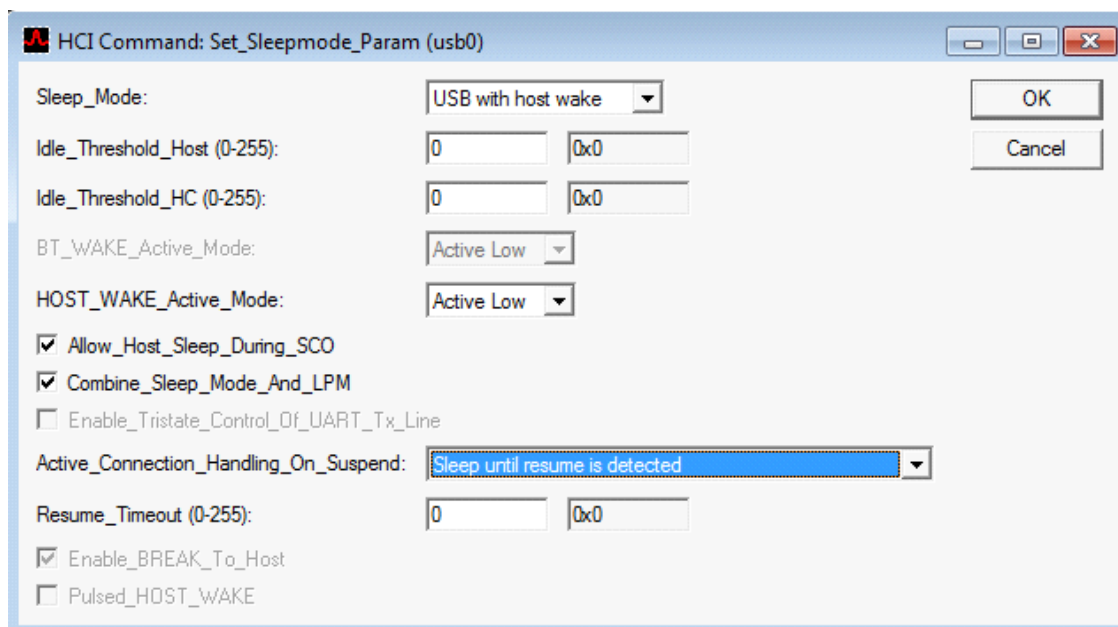 HCI Command: Set_Sleepmode_Param (usb0)
Sleep_Mode: USB with host wake OK
Idle_Threshold_Host (0-255): 0 0x0 Cancel
Idle_Threshold_HC (0-255): 0 0x0
BT_WAKE_Active_Mode: Active Low
HOST_WAKE_Active_Mode: Active Low
Allow_Host_Sleep_During_SCO
Combine_Sleep_Mode_And_LPM
Enable_Tristate_Control_Of_UART_Tx_Line
Active_Connection_Handling_On_Suspend: Sleep until resume is detected
Resume_Timeout (0-255): 0 0x0
Enable_BREAK_To_Host
Pulsed_HOST_WAKE